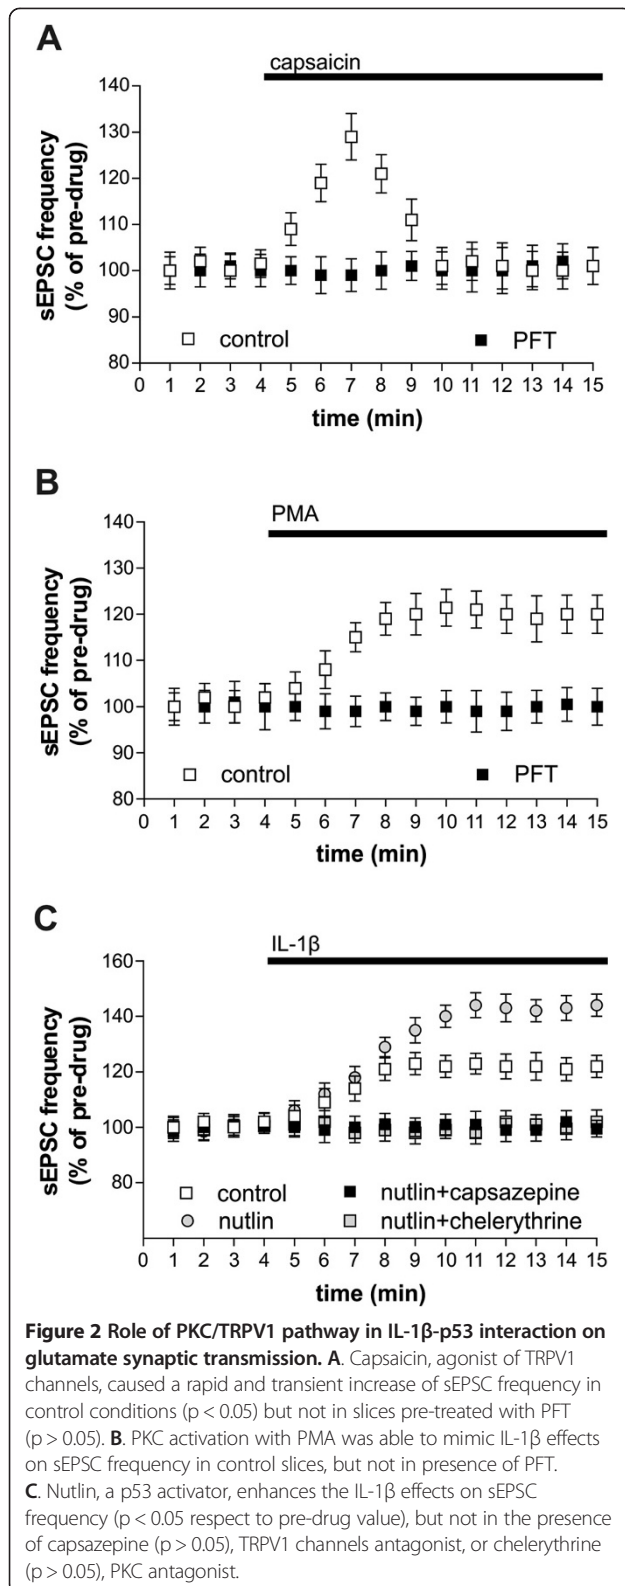 A
capsaicin
140
130
120
110
100
90
80
sEPSC frequency
(% of pre-drug)
control
PFT
0 1 2 3 4 5 6 7 8 9 10 11 12 13 14 15
time (min)
B
PMA
140
130
120
110
100
90
80
sEPSC frequency
(% of pre-drug)
control
PFT
0 1 2 3 4 5 6 7 8 9 10 11 12 13 14 15
time (min)
C
IL-1β
160
140
120
100
80
sEPSC frequency
(% of pre-drug)
control
nutlin+capsazepine
nutlin
nutlin+chelerythrine
0 1 2 3 4 5 6 7 8 9 10 11 12 13 14 15
time (min)
Figure 2 Role of PKC/TRPV1 pathway in IL-1β-p53 interaction on
glutamate synaptic transmission. A. Capsaicin, agonist of TRPV1
channels, caused a rapid and transient increase of sEPSC frequency in
control conditions (p < 0.05) but not in slices pre-treated with PFT
(p > 0.05). B. PKC activation with PMA was able to mimic IL-1β effects
on sEPSC frequency in control slices, but not in presence of PFT.
C. Nutlin, a p53 activator, enhances the IL-1β effects on sEPSC
frequency (p < 0.05 respect to pre-drug value), but not in the presence
of capsazepine (p > 0.05), TRPV1 channels antagonist, or chelerythrine
(p > 0.05), PKC antagonist.